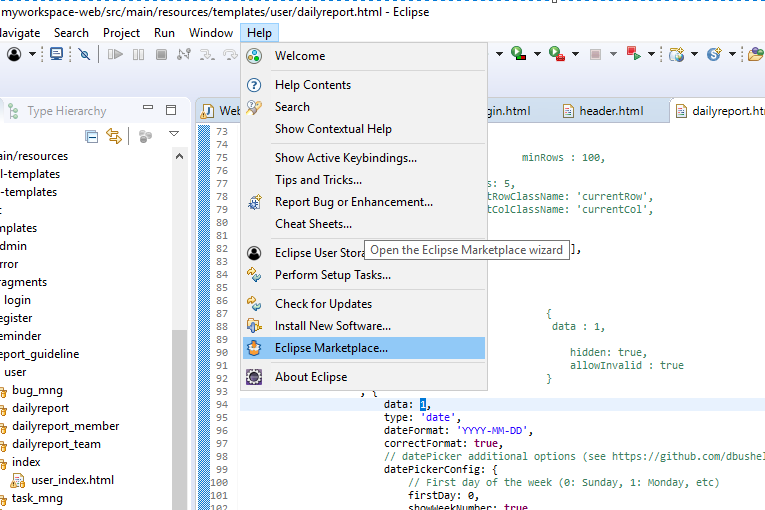 myworkspace-web/src/main/resources/templates/user/dailyreport.html - Eclipse
Navigate Search Project Run Window Help
Welcome
Help Contents
Search
Show Contextual Help
Show Active Keybindings...
Tips and Tricks...
Report Bug or Enhancement...
Cheat Sheets...
Eclipse User Stora
Open the Eclipse Marketplace wizard
Perform Setup Tasks...
Check for Updates
Install New Software...
Eclipse Marketplace...
About Eclipse
Type Hierarchy
ain/resources
l-templates
-templates
t
mplates
dmin
rror
ragments
login
egister
eminder
eport_guideline
user
bug_mng
dailyreport
dailyreport_member
dailyreport_team
index
user_index.html
task_mng
Web
gin.html
header.html
dailyreport.ht
73
74
75 minRows : 100,
76
77 s: 5,
78 tRowClassName: 'currentRow',
79 tColClassName: 'currentCol',
80
81
82 ],
83
84
85
86
87 {
88 data : 1,
89
90 hidden: true,
91 allowInvalid : true
92 }
93 , {
94 data: 1,
95 type: 'date',
96 dateFormat: 'YYYY-MM-DD',
97 correctFormat: true,
98 // datePicker additional options (see https://github.com/dbushel
99 datePickerConfig: {
100 // First day of the week (0: Sunday, 1: Monday, etc)
101 firstDay: 0,
102 showWeekNumber: true